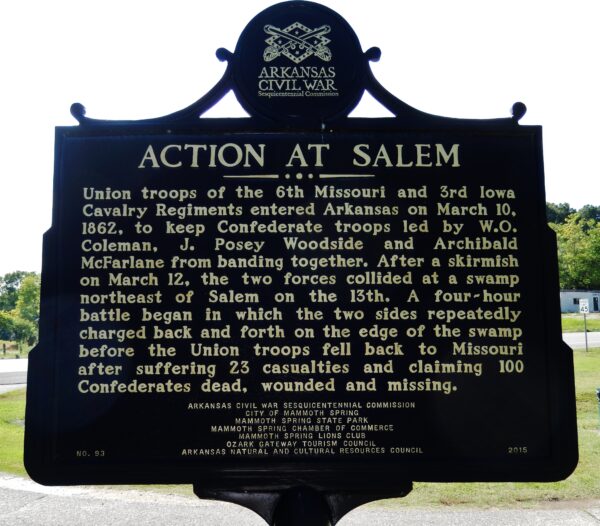 ARKANSAS
CIVIL WAR
Sesquicentennial Commission
ACTION AT SALEM
Union troops of the 6th Missouri and 3rd Iowa
Cavalry Regiments entered Arkansas on March 10,
1862, to keep Confederate troops led by W.O.
Coleman, J. Posey Woodside and Archibald
McFarlane from banding together. After a skirmish
on March 12, the two forces collided at a swamp
northeast of Salem on the 13th. A four-hour
battle began in which the two sides repeatedly
charged back and forth on the edge of the swamp
before the Union troops fell back to Missouri
after suffering 23 casualties and claiming 100
Confederates dead, wounded and missing.
ARKANSAS CIVIL WAR SESQUICENTENNIAL COMMISSION
CITY OF MAMMOTH SPRING
MAMMOTH SPRING STATE PARK
MAMMOTH SPRING CHAMBER OF COMMERCE
MAMMOTH SPRING LIONS CLUB
OZARK GATEWAY TOURISM COUNCIL
NO. 93 ARKANSAS NATURAL AND CULTURAL RESOURCES COUNCIL 2015
45